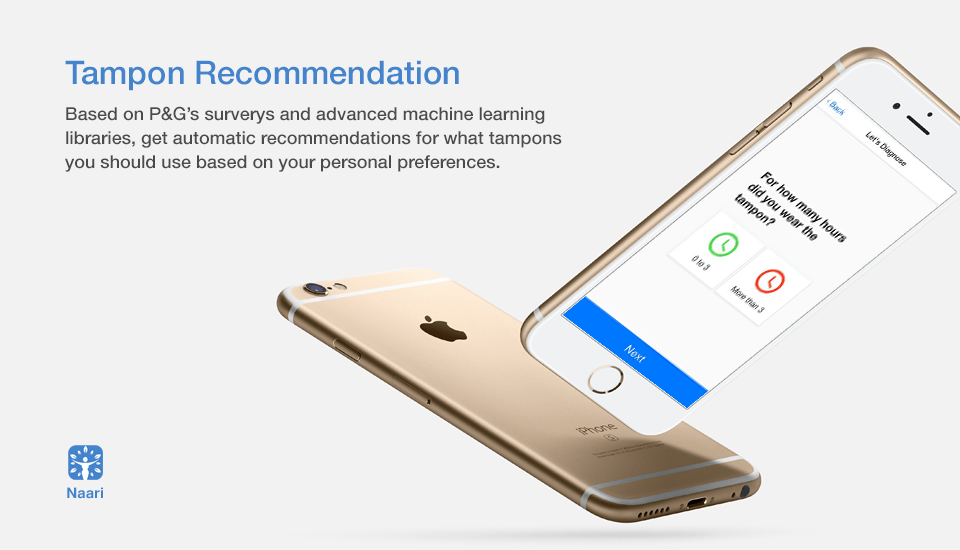 Tampon Recommendation
Based on P&G's surverys and advanced machine learning
libraries, get automatic recommendations for what tampons
you should use based on your personal preferences.
Back
Let's Diagnose
For how many hours
did you wear the
tampon?
0 to 3
More than 3
Next
iPhone
Naari